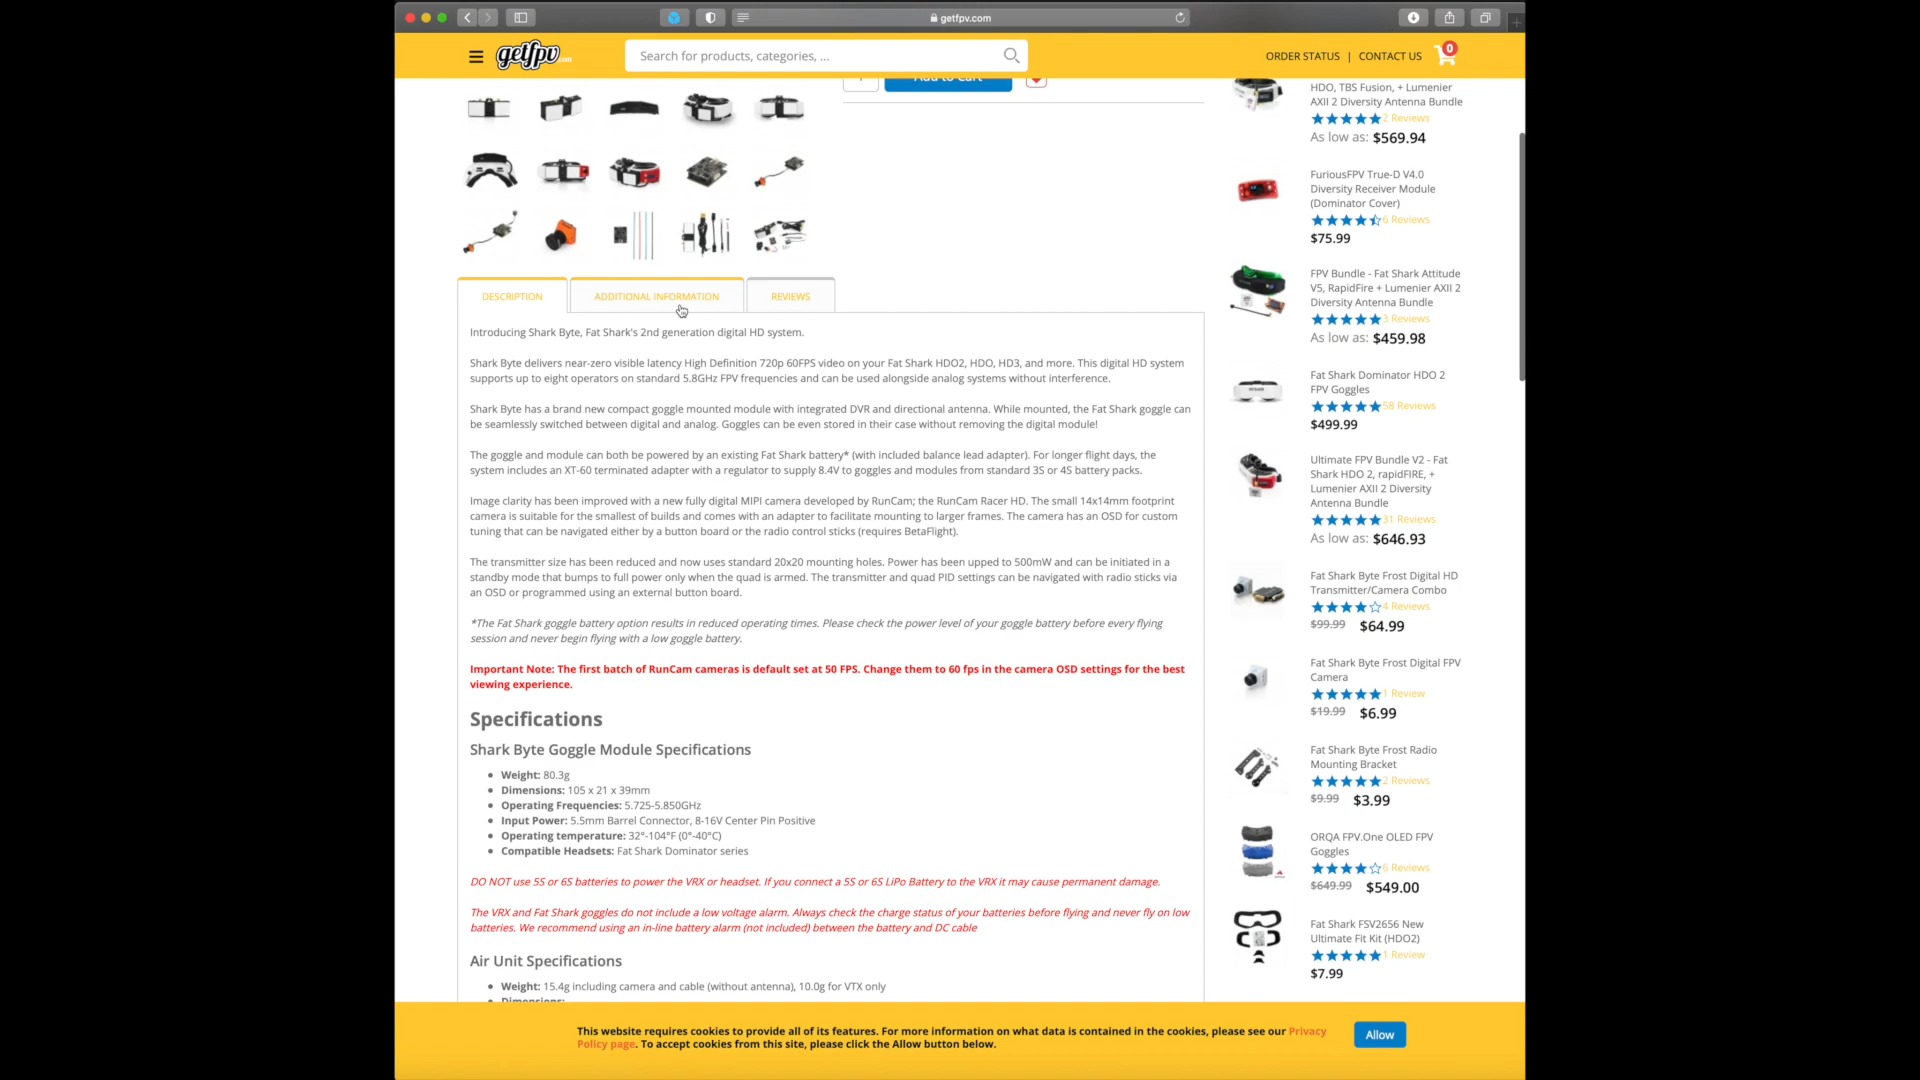 getfpv.com
getfpv.com
Search for products, categories, ...
ORDER STATUS | CONTACT US
0
Add to Cart
DESCRIPTION
ADDITIONAL INFORMATION
REVIEWS
Introducing Shark Byte, Fat Shark's 2nd generation digital HD system.
Shark Byte delivers near-zero visible latency High Definition 720p 60FPS video on your Fat Shark HDO2, HDO, HD3, and more. This digital HD system
supports up to eight operators on standard 5.8GHz FPV frequencies and can be used alongside analog systems without interference.
Shark Byte has a brand new compact goggle mounted module with integrated DVR and directional antenna. While mounted, the Fat Shark goggle can
be seamlessly switched between digital and analog. Goggles can be even stored in their case without removing the digital module!
The goggle and module can both be powered by an existing Fat Shark battery* (with included balance lead adapter). For longer flight days, the
system includes an XT-60 terminated adapter with a regulator to supply 8.4V to goggles and modules from standard 3S or 4S battery packs.
Image clarity has been improved with a new fully digital MIPI camera developed by RunCam; the RunCam Racer HD. The small 14x14mm footprint
camera is suitable for the smallest of builds and comes with an adapter to facilitate mounting to larger frames. The camera has an OSD for custom
tuning that can be navigated either by a button board or the radio control sticks (requires BetaFlight).
The transmitter size has been reduced and now uses standard 20x20 mounting holes. Power has been upped to 500mW and can be initiated in a
standby mode that bumps to full power only when the quad is armed. The transmitter and quad PID settings can be navigated with radio sticks via
an OSD or programmed using an external button board.
*The Fat Shark goggle battery option results in reduced operating times. Please check the power level of your goggle battery before every flying
session and never begin flying with a low goggle battery.
Important Note: The first batch of RunCam cameras is default set at 50 FPS. Change them to 60 fps in the camera OSD settings for the best
viewing experience.
Specifications
Shark Byte Goggle Module Specifications
Weight: 80.3g
Dimensions: 105 x 21 x 39mm
Operating Frequencies: 5.725-5.850GHz
Input Power: 5.5mm Barrel Connector, 8-16V Center Pin Positive
Operating temperature: 32°-104°F (0°-40°C)
Compatible Headsets: Fat Shark Dominator series
DO NOT use 5S or 6S batteries to power the VRX or headset. If you connect a 5S or 6S LiPo Battery to the VRX it may cause permanent damage.
The VRX and Fat Shark goggles do not include a low voltage alarm. Always check the charge status of your batteries before flying and never fly on low
batteries. We recommend using an in-line battery alarm (not included) between the battery and DC cable
Air Unit Specifications
Weight: 15.4g including camera and cable (without antenna), 10.0g for VTX only
Dimensions:
HDO, TBS Fusion, + Lumenier
AXII 2 Diversity Antenna Bundle
2 Reviews
As low as: $569.94
FuriousFPV True-D V4.0
Diversity Receiver Module
(Dominator Cover)
6 Reviews
$75.99
FPV Bundle - Fat Shark Attitude
V5, RapidFire + Lumenier AXII 2
Diversity Antenna Bundle
3 Reviews
As low as: $459.98
Fat Shark Dominator HDO 2
FPV Goggles
58 Reviews
$499.99
Ultimate FPV Bundle V2 - Fat
Shark HDO 2, rapidFIRE, +
Lumenier AXII 2 Diversity
Antenna Bundle
31 Reviews
As low as: $646.93
Fat Shark Byte Frost Digital HD
Transmitter/Camera Combo
4 Reviews
$99.99 $64.99
Fat Shark Byte Frost Digital FPV
Camera
1 Review
$19.99 $6.99
Fat Shark Byte Frost Radio
Mounting Bracket
2 Reviews
$9.99 $3.99
ORQA FPV.One OLED FPV
Goggles
6 Reviews
$649.99 $549.00
Fat Shark FSV2656 New
Ultimate Fit Kit (HDO2)
1 Review
$7.99
This website requires cookies to provide all of its features. For more information on what data is contained in the cookies, please see our Privacy
Policy page. To accept cookies from this site, please click the Allow button below.
Allow